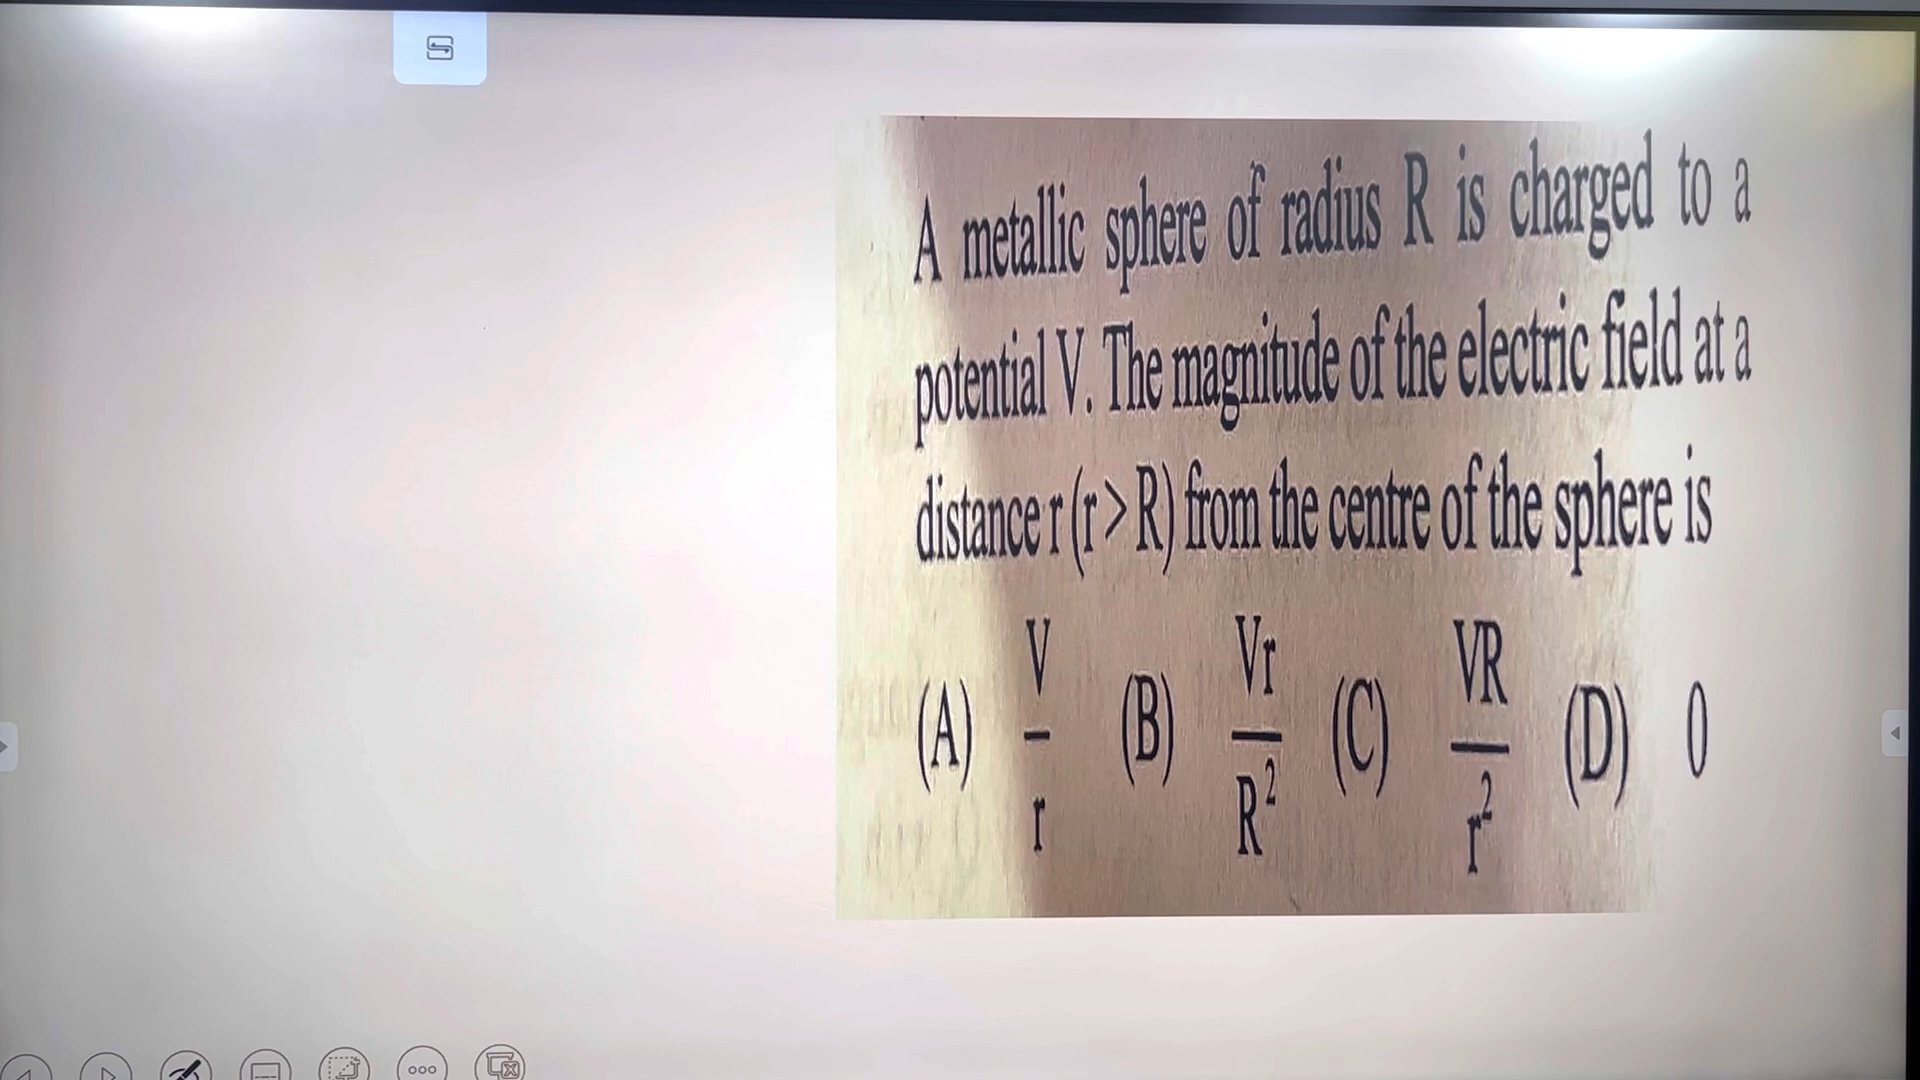 A metallic sphere of radius R is charged to a
potential V. The magnitude of the electric field at a
distance r (r > R) from the centre of the sphere is
(A) V/r (B) Vr/R² (C) VR/r² (D) 0